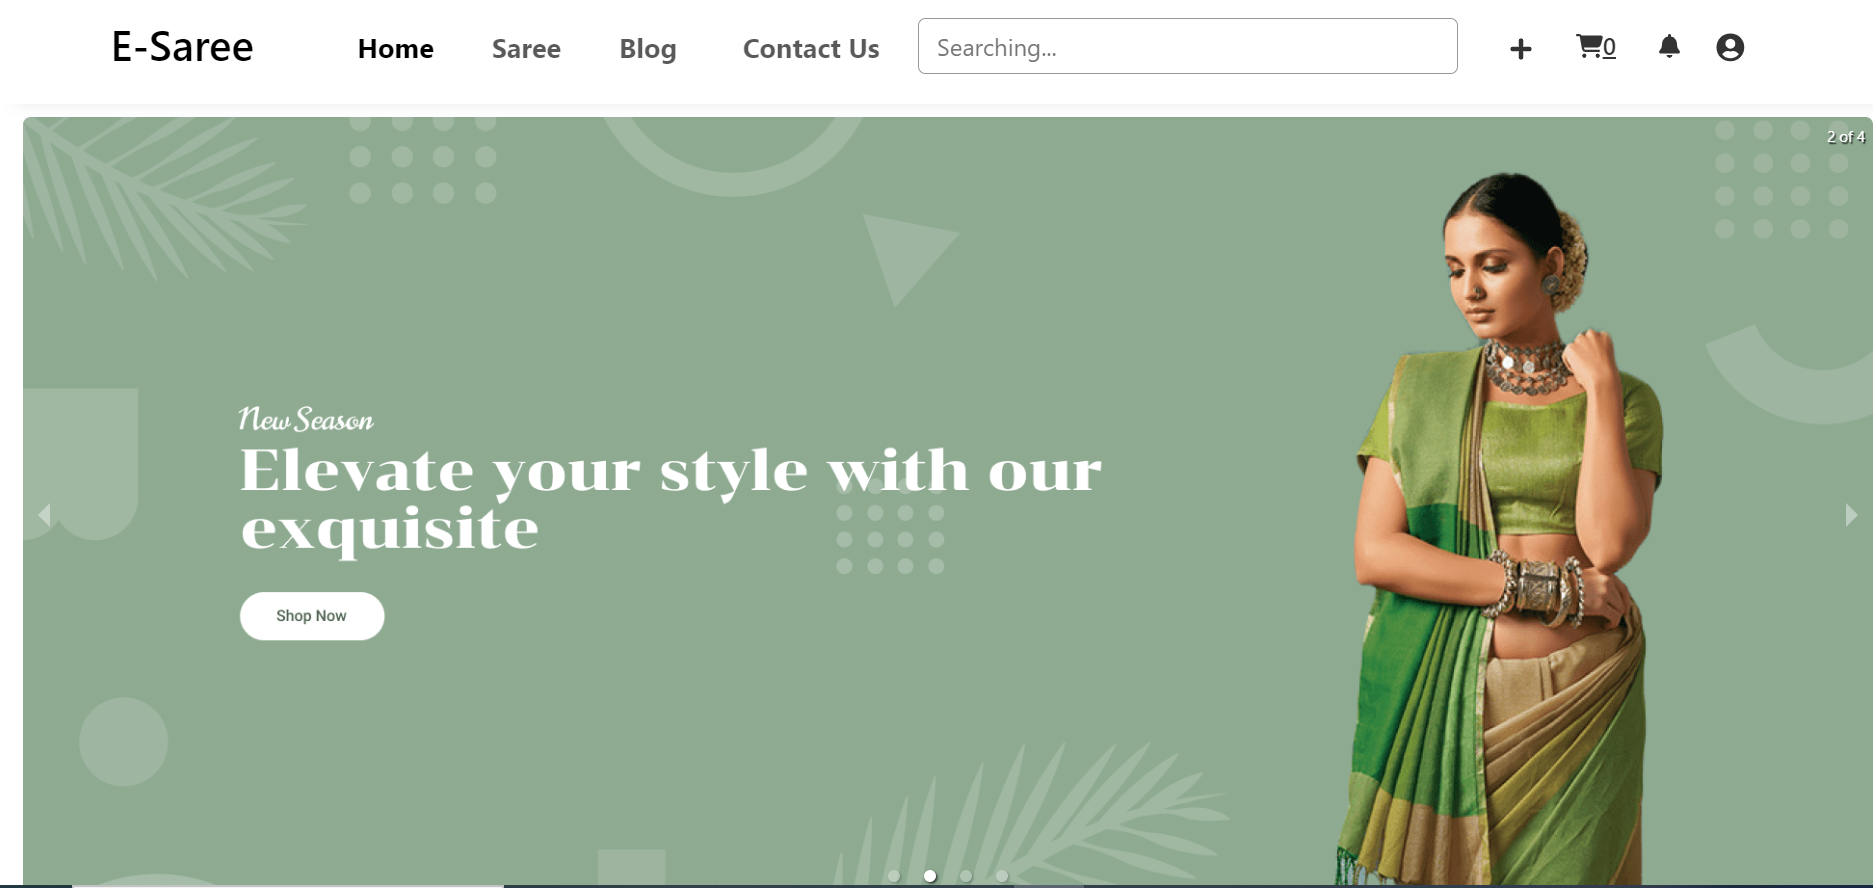 E-Saree
Home
Saree
Blog
Contact Us
Searching...
0
2 of 4
New Season
Elevate your style with our
exquisite
Shop Now